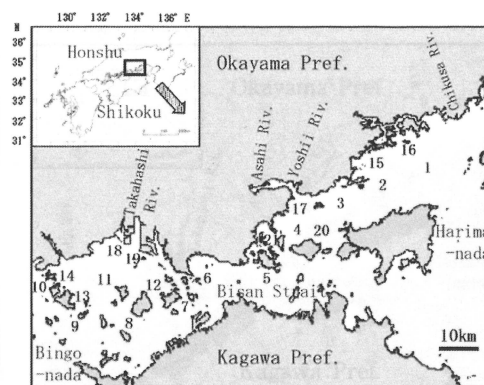 130° 132° 134° 136° E
N
36°
35°
34°
33°
32°
31°
Honshu
Shikoku
Okayama Pref.
Chikusa Riv.
Asahi Riv.
Yoshii Riv.
Takahashi
Riv.
16
15
1
2
3
17
4
20
21
5
18
19
6
14
10
11
12
13
7
9
8
Harima
-nada
Bisan Strait
Bingo
-nada
10km
Kagawa Pref.